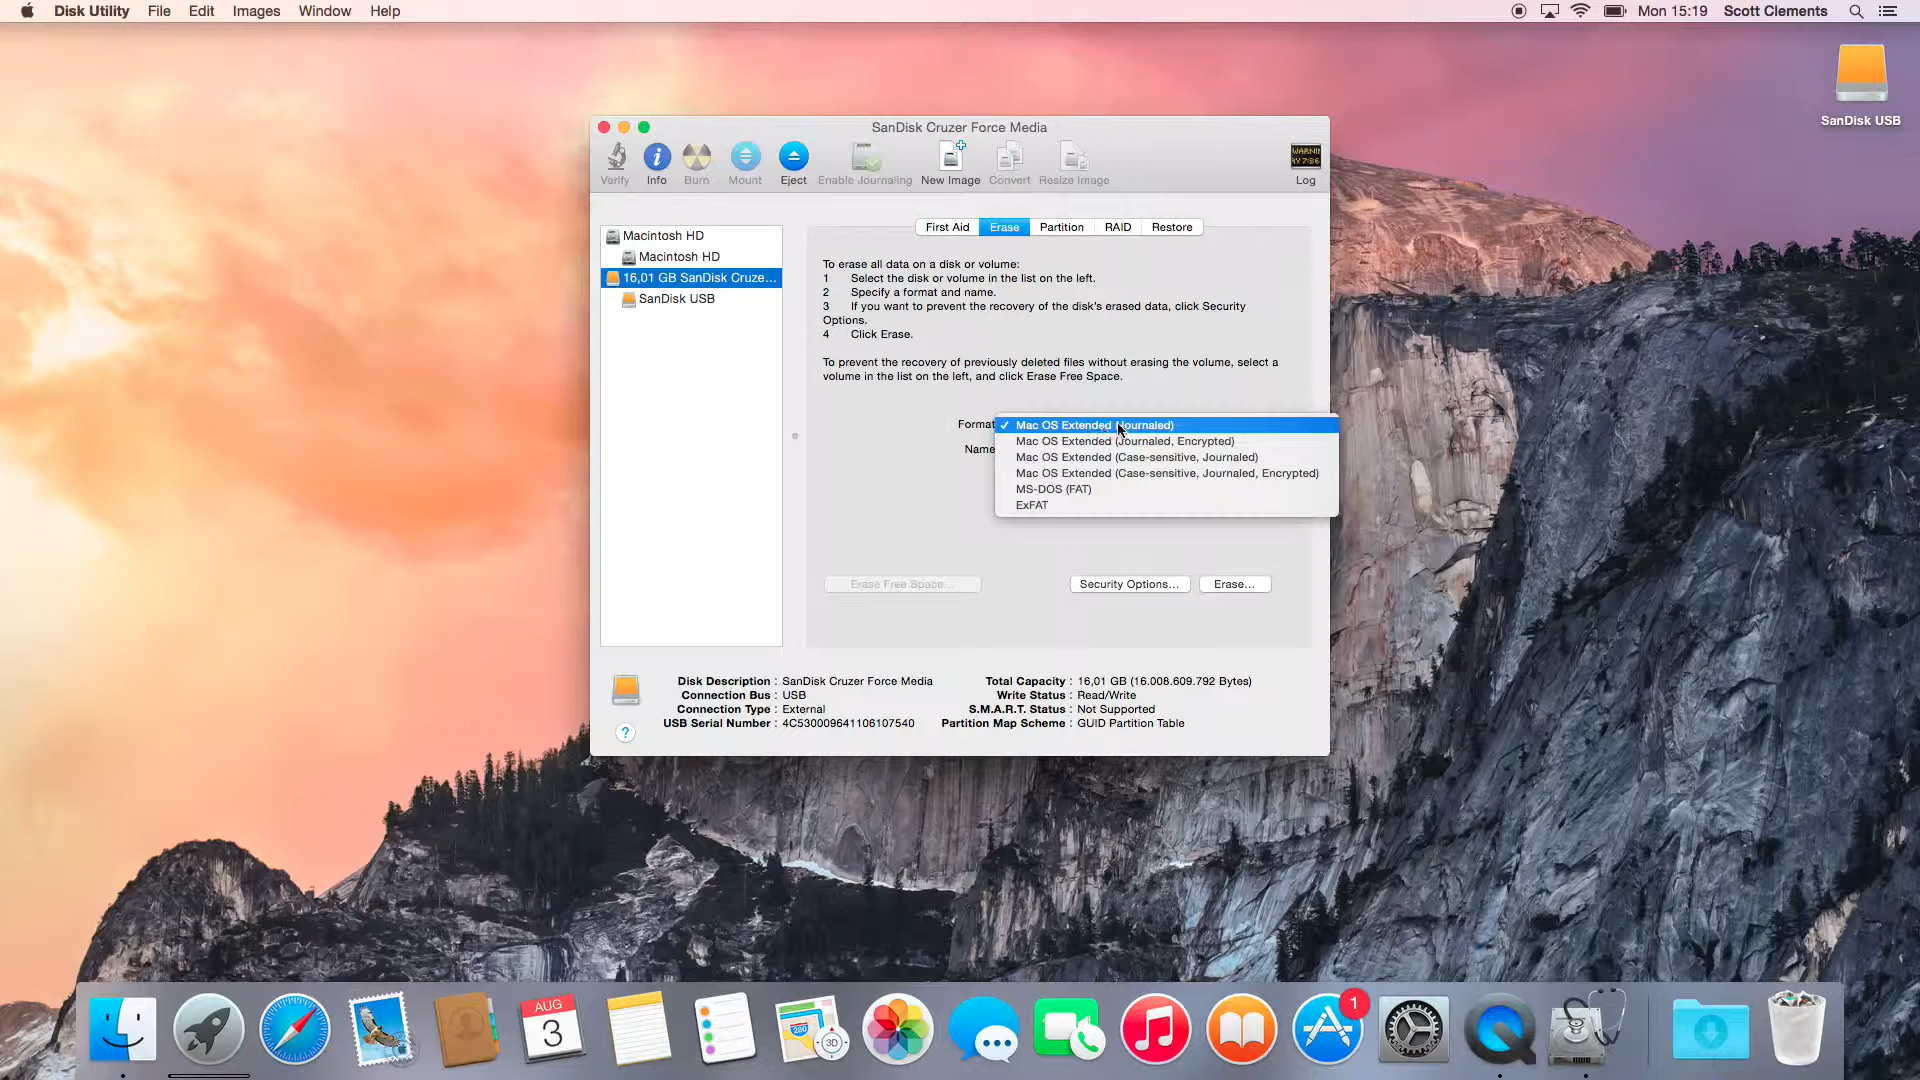 Disk Utility File Edit Images Window Help
Mon 15:19 Scott Clements
SanDisk USB
SanDisk Cruzer Force Media
Verify Info Burn Mount Eject Enable Journaling New Image Convert Resize Image Log
WARNI
AY 7:86
Macintosh HD
Macintosh HD
16,01 GB SanDisk Cruze...
SanDisk USB
First Aid Erase Partition RAID Restore
To erase all data on a disk or volume:
1 Select the disk or volume in the list on the left.
2 Specify a format and name.
3 If you want to prevent the recovery of the disk's erased data, click Security
Options.
4 Click Erase.
To prevent the recovery of previously deleted files without erasing the volume, select a
volume in the list on the left, and click Erase Free Space.
Format
Name
✓ Mac OS Extended (Journaled)
Mac OS Extended (Journaled, Encrypted)
Mac OS Extended (Case-sensitive, Journaled)
Mac OS Extended (Case-sensitive, Journaled, Encrypted)
MS-DOS (FAT)
ExFAT
Erase Free Space... Security Options... Erase...
Disk Description : SanDisk Cruzer Force Media
Connection Bus : USB
Connection Type : External
USB Serial Number : 4C530009641106107540
Total Capacity : 16,01 GB (16.008.609.792 Bytes)
Write Status : Read/Write
S.M.A.R.T. Status : Not Supported
Partition Map Scheme : GUID Partition Table
?
AUG
3
280
3D
1